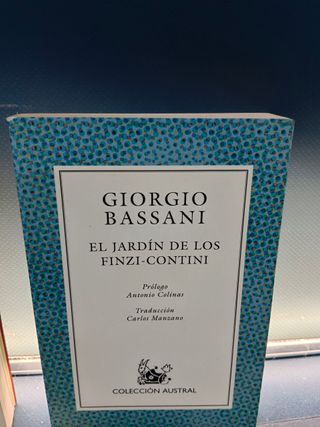 GIORGIO
BASSANI
EL JARDÍN DE LOS
FINZI-CONTINI
Prólogo
Antonio Colinas
Traducción
Carlos Manzano
COLECCIÓN AUSTRAL